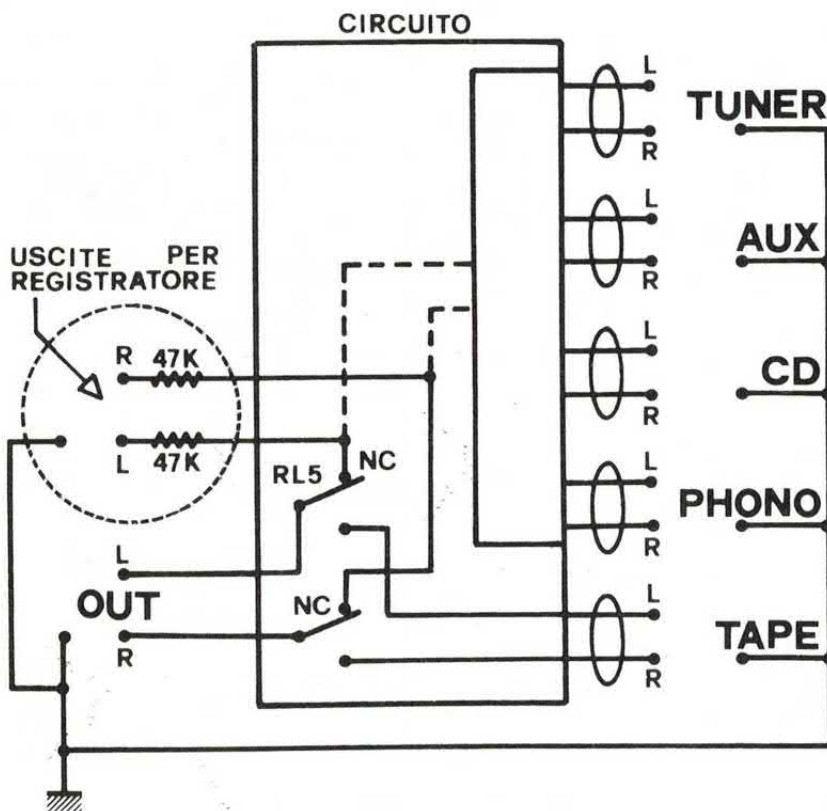 CIRCUITO
L
TUNER
R
L
AUX
R
USCITE PER
REGISTRATORE
L
CD
R
R 47K
L 47K
RL5 NC
L
PHONO
R
L
OUT
R
NC
L
TAPE
R